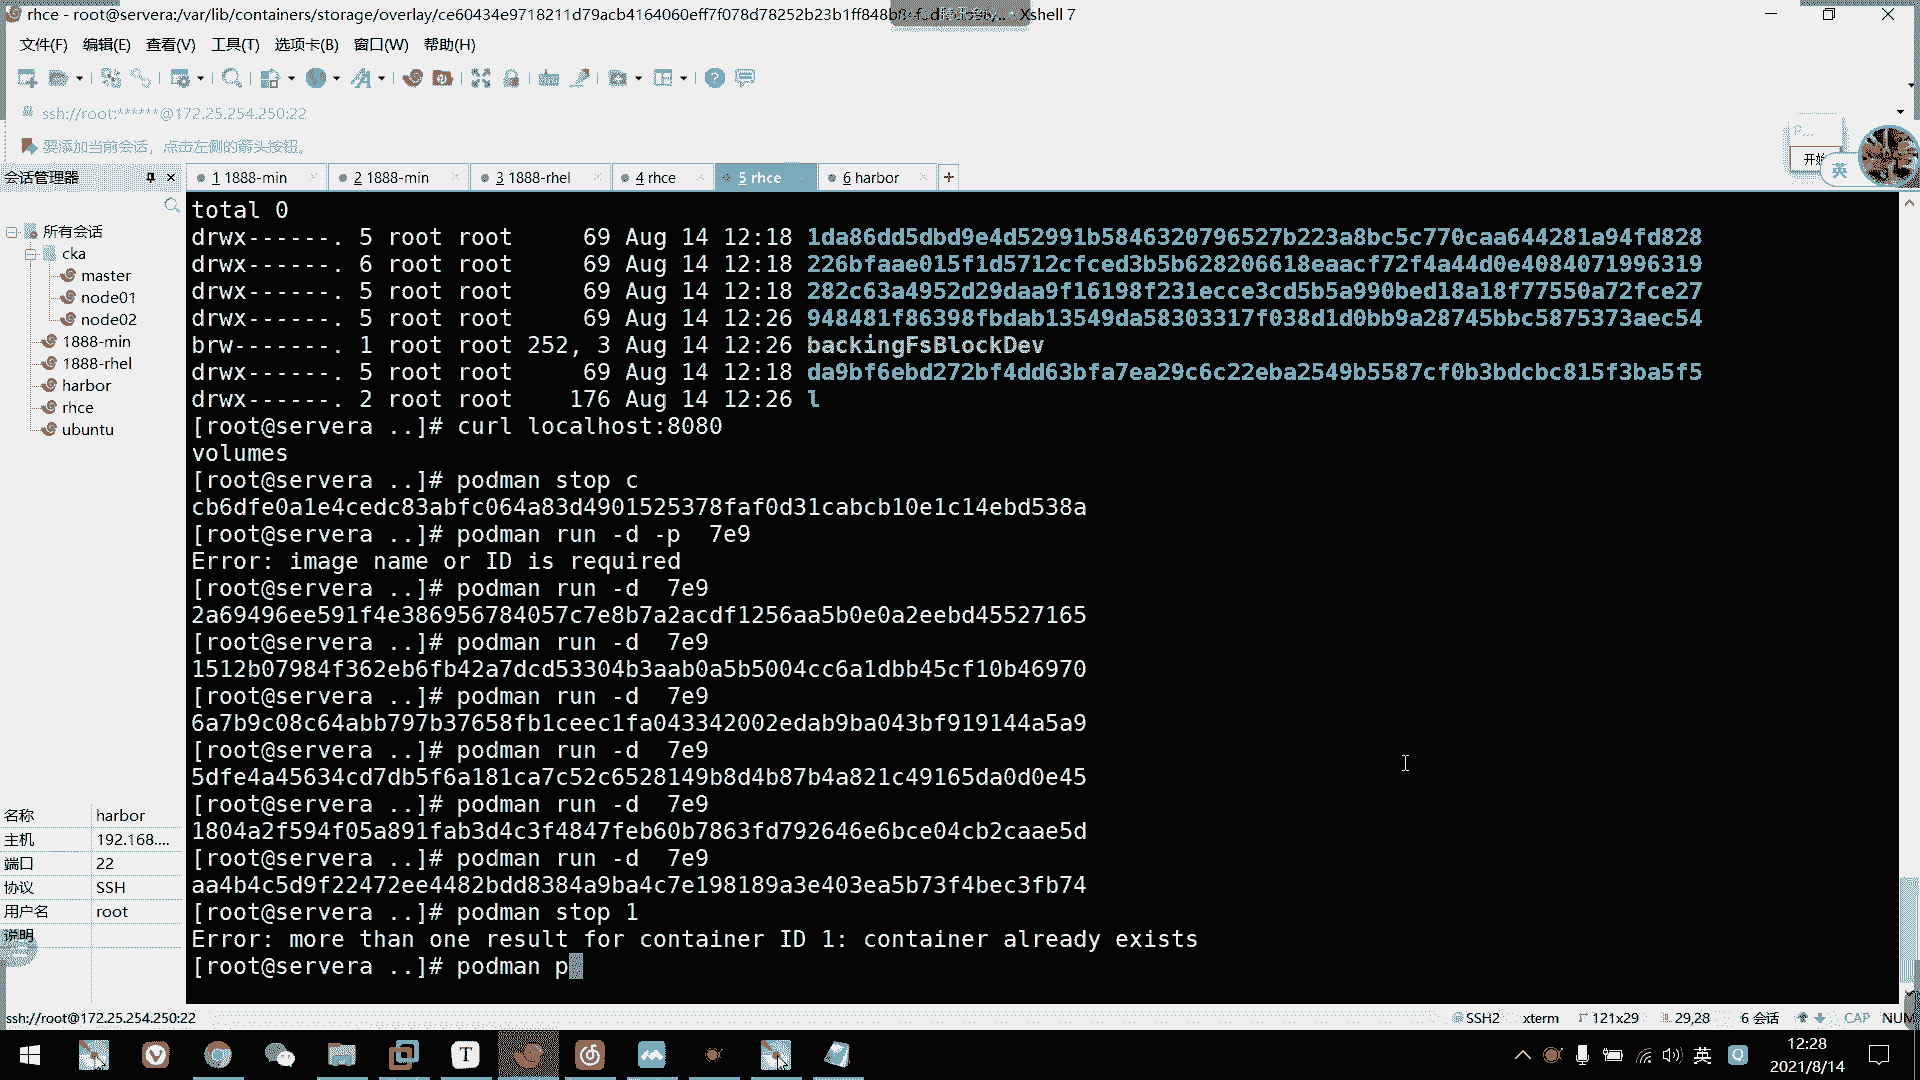 rhce - root@servera:/var/lib/containers/storage/overlay/ce60434e9718211d79acb4164060eff7f078d78252b23b1ff848b Xshell 7
文件(F) 编辑(E) 查看(V) 工具(T) 选项卡(B) 窗口(W) 帮助(H)
ssh://root:******@172.25.254.250:22
要添加当前会话，点击左侧的箭头按钮。
P...
开始
英
会话管理器
1 1888-min 2 1888-min 3 1888-rhel 4 rhce 5 rhce 6 harbor
所有会话
cka
master
node01
node02
1888-min
1888-rhel
harbor
rhce
ubuntu
名称 harbor
主机 192.168....
端口 22
协议 SSH
用户名 root
说明
total 0
drwx------. 5 root root 69 Aug 14 12:18 1da86dd5dbd9e4d52991b5846320796527b223a8bc5c770caa644281a94fd828
drwx------. 6 root root 69 Aug 14 12:18 226bfaae015f1d5712cfced3b5b628206618eaacf72f4a44d0e4084071996319
drwx------. 5 root root 69 Aug 14 12:18 282c63a4952d29daa9f16198f231ecce3cd5b5a990bed18a18f77550a72fce27
drwx------. 5 root root 69 Aug 14 12:26 948481f86398fbdab13549da58303317f038d1d0bb9a28745bbc5875373aec54
brw-------. 1 root root 252, 3 Aug 14 12:26 backingFsBlockDev
drwx------. 5 root root 69 Aug 14 12:18 da9bf6ebd272bf4dd63bfa7ea29c6c22eba2549b5587cf0b3bdcbc815f3ba5f5
drwx------. 2 root root 176 Aug 14 12:26 l
[root@servera ..]# curl localhost:8080
volumes
[root@servera ..]# podman stop c
cb6dfe0a1e4cedc83abfc064a83d4901525378faf0d31cabcb10e1c14ebd538a
[root@servera ..]# podman run -d -p  7e9
Error: image name or ID is required
[root@servera ..]# podman run -d  7e9
2a69496ee591f4e386956784057c7e8b7a2acdf1256aa5b0e0a2eebd45527165
[root@servera ..]# podman run -d  7e9
1512b07984f362eb6fb42a7dcd53304b3aab0a5b5004cc6a1dbb45cf10b46970
[root@servera ..]# podman run -d  7e9
6a7b9c08c64abb797b37658fb1ceec1fa043342002edab9ba043bf919144a5a9
[root@servera ..]# podman run -d  7e9
5dfe4a45634cd7db5f6a181ca7c52c6528149b8d4b87b4a821c49165da0d0e45
[root@servera ..]# podman run -d  7e9
1804a2f594f05a891fab3d4c3f4847feb60b7863fd792646e6bce04cb2caae5d
[root@servera ..]# podman run -d  7e9
aa4b4c5d9f22472ee4482bdd8384a9ba4c7e198189a3e403ea5b73f4bec3fb74
[root@servera ..]# podman stop 1
Error: more than one result for container ID 1: container already exists
[root@servera ..]# podman p
ssh://root@172.25.254.250:22 SSH2 xterm 121x29 29,28 6 会话 CAP NUM
英
12:28
2021/8/14